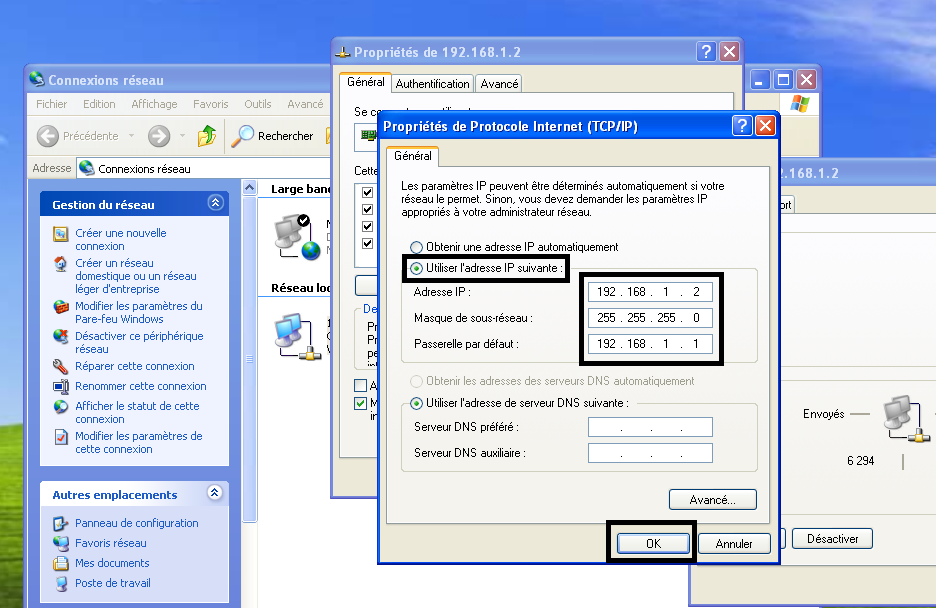 Connexions réseau
Fichier Edition Affichage Favoris Outils Avancé
Précédente
Rechercher
Adresse
Connexions réseau
Gestion du réseau
Créer une nouvelle
connexion
Créer un réseau
domestique ou un réseau
léger d'entreprise
Modifier les paramètres du
Pare-feu Windows
Désactiver ce périphérique
réseau
Réparer cette connexion
Renommer cette connexion
Afficher le statut de cette
connexion
Modifier les paramètres de
cette connexion
Autres emplacements
Panneau de configuration
Favoris réseau
Mes documents
Poste de travail
Large
Réseau
Propriétés de 192.168.1.2
Général Authentification Avancé
Se
Propriétés de Protocole Internet (TCP/IP)
Général
Les paramètres IP peuvent être déterminés automatiquement si votre
réseau le permet. Sinon, vous devez demander les paramètres IP
appropriés à votre administrateur réseau.
Obtenir une adresse IP automatiquement
Utiliser l'adresse IP suivante :
Adresse IP :
192 . 168 . 1 . 2
Masque de sous-réseau :
255 . 255 . 255 . 0
Passerelle par défaut :
192 . 168 . 1 . 1
Obtenir les adresses des serveurs DNS automatiquement
Utiliser l'adresse de serveur DNS suivante :
Serveur DNS préféré :
. . .
Serveur DNS auxiliaire :
. . .
Avancé...
OK
Annuler
.168.1.2
Envoyés
6 294
Désactiver